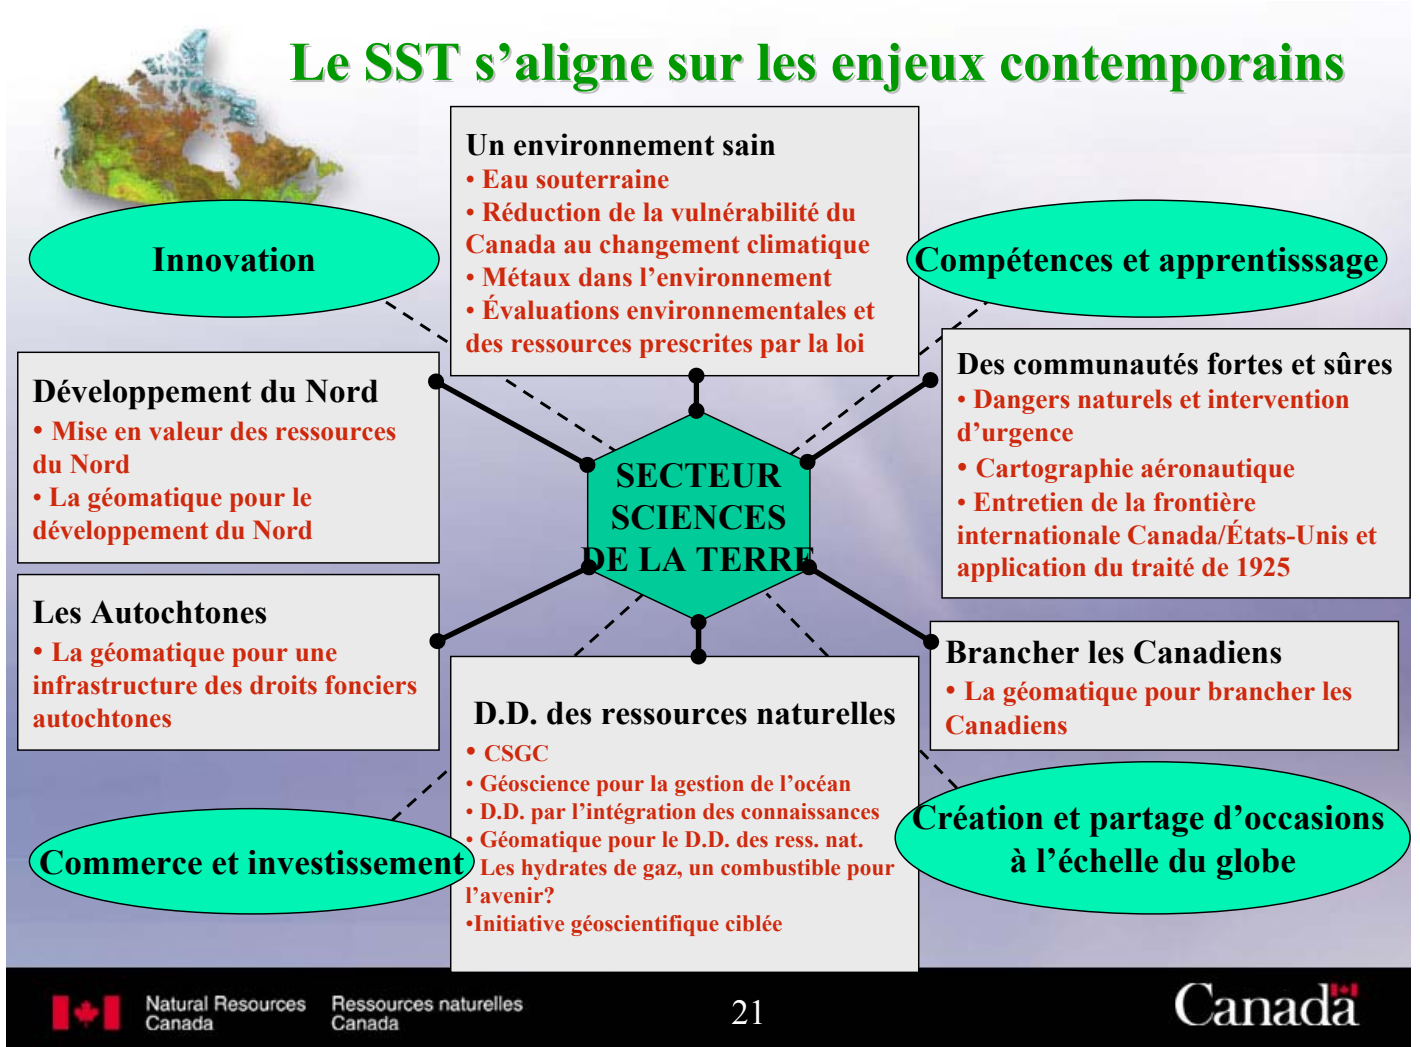 Le SST s’aligne sur les enjeux contemporains
Un environnement sain
• Eau souterraine
• Réduction de la vulnérabilité du
Canada au changement climatique
• Métaux dans l’environnement
• Évaluations environnementales et
des ressources prescrites par la loi
Innovation
Compétences et apprentisssage
Développement du Nord
• Mise en valeur des ressources
du Nord
• La géomatique pour le
développement du Nord
Des communautés fortes et sûres
• Dangers naturels et intervention
d’urgence
• Cartographie aéronautique
• Entretien de la frontière
internationale Canada/États-Unis et
application du traité de 1925
SECTEUR
SCIENCES
DE LA TERRE
Les Autochtones
• La géomatique pour une
infrastructure des droits fonciers
autochtones
Brancher les Canadiens
• La géomatique pour brancher les
Canadiens
D.D. des ressources naturelles
• CSGC
• Géoscience pour la gestion de l’océan
• D.D. par l’intégration des connaissances
• Géomatique pour le D.D. des ress. nat.
Les hydrates de gaz, un combustible pour
l’avenir?
•Initiative géoscientifique ciblée
Commerce et investissement
Création et partage d’occasions
à l’échelle du globe
Natural Resources
Canada
Ressources naturelles
Canada
21
Canada